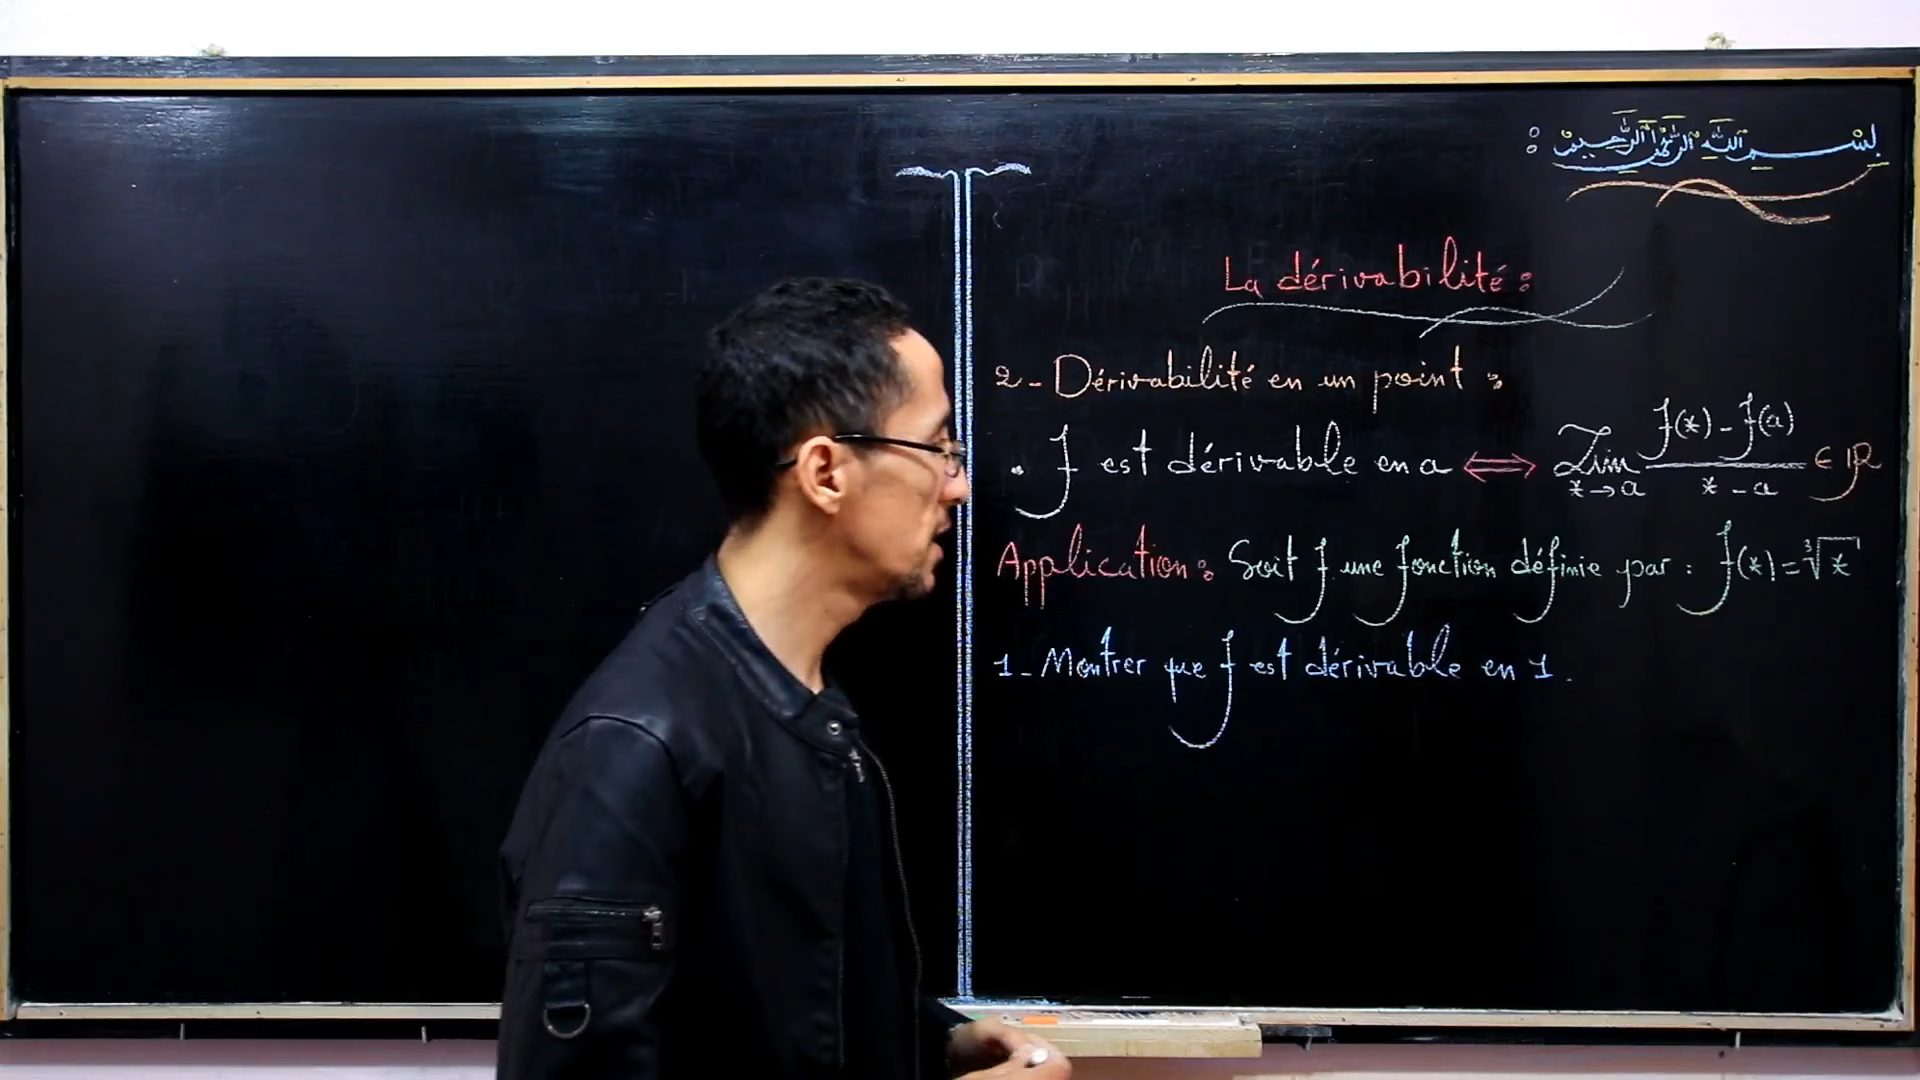 بسم الله الرحمن الرحيم :
La dérivabilité :
2 - Dérivabilité en un point :
. f est dérivable en a ⟺ Lim x→a (f(x) - f(a))/(x - a) ∈ ℝ
Application : Soit f une fonction définie par : f(x) = ∛x
1 - Montrer que f est dérivable en 1 .